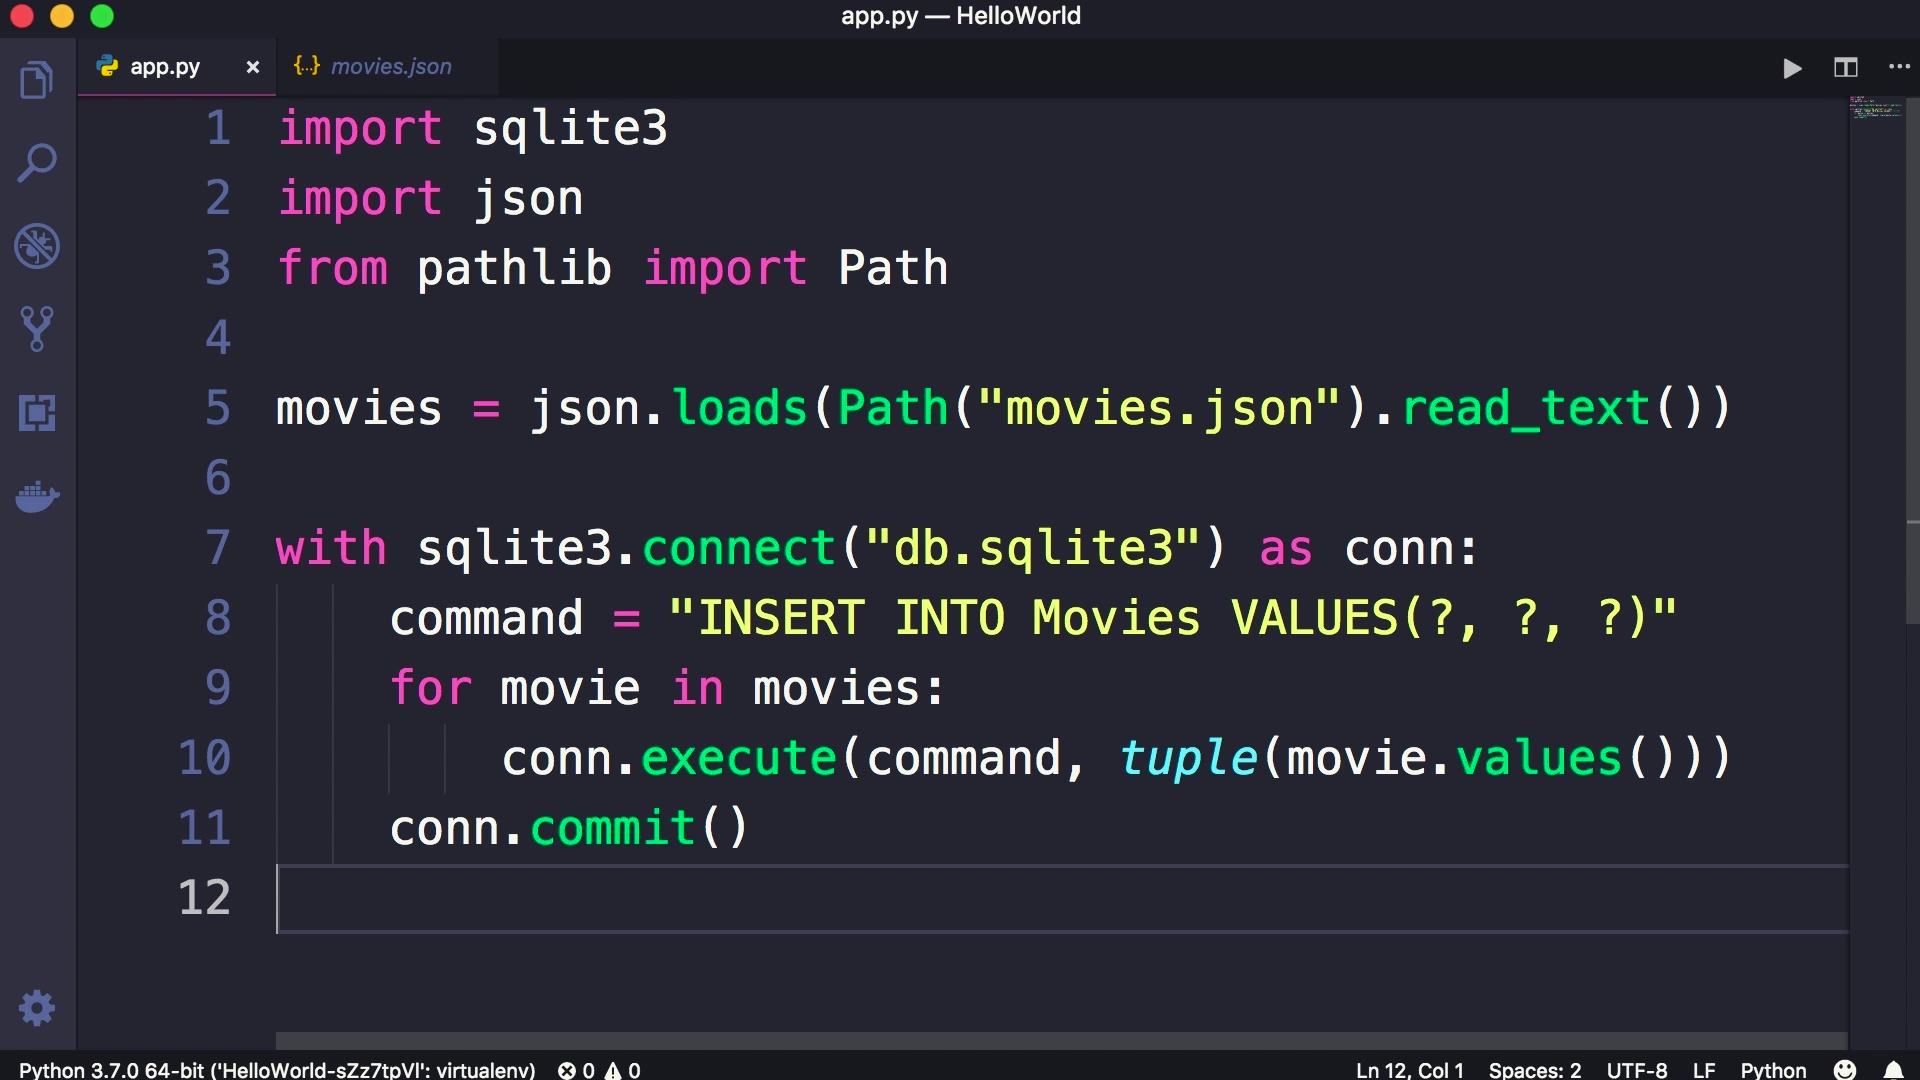 app.py — HelloWorld
app.py × {..} movies.json ...
1 import sqlite3
2 import json
3 from pathlib import Path
4
5 movies = json.loads(Path("movies.json").read_text())
6
7 with sqlite3.connect("db.sqlite3") as conn:
8 command = "INSERT INTO Movies VALUES(?, ?, ?)"
9 for movie in movies:
10 conn.execute(command, tuple(movie.values()))
11 conn.commit()
12
Python 3.7.0 64-bit ('HelloWorld-sZz7tpVI': virtualenv) 0 0 Ln 12, Col 1 Spaces: 2 UTF-8 LF Python